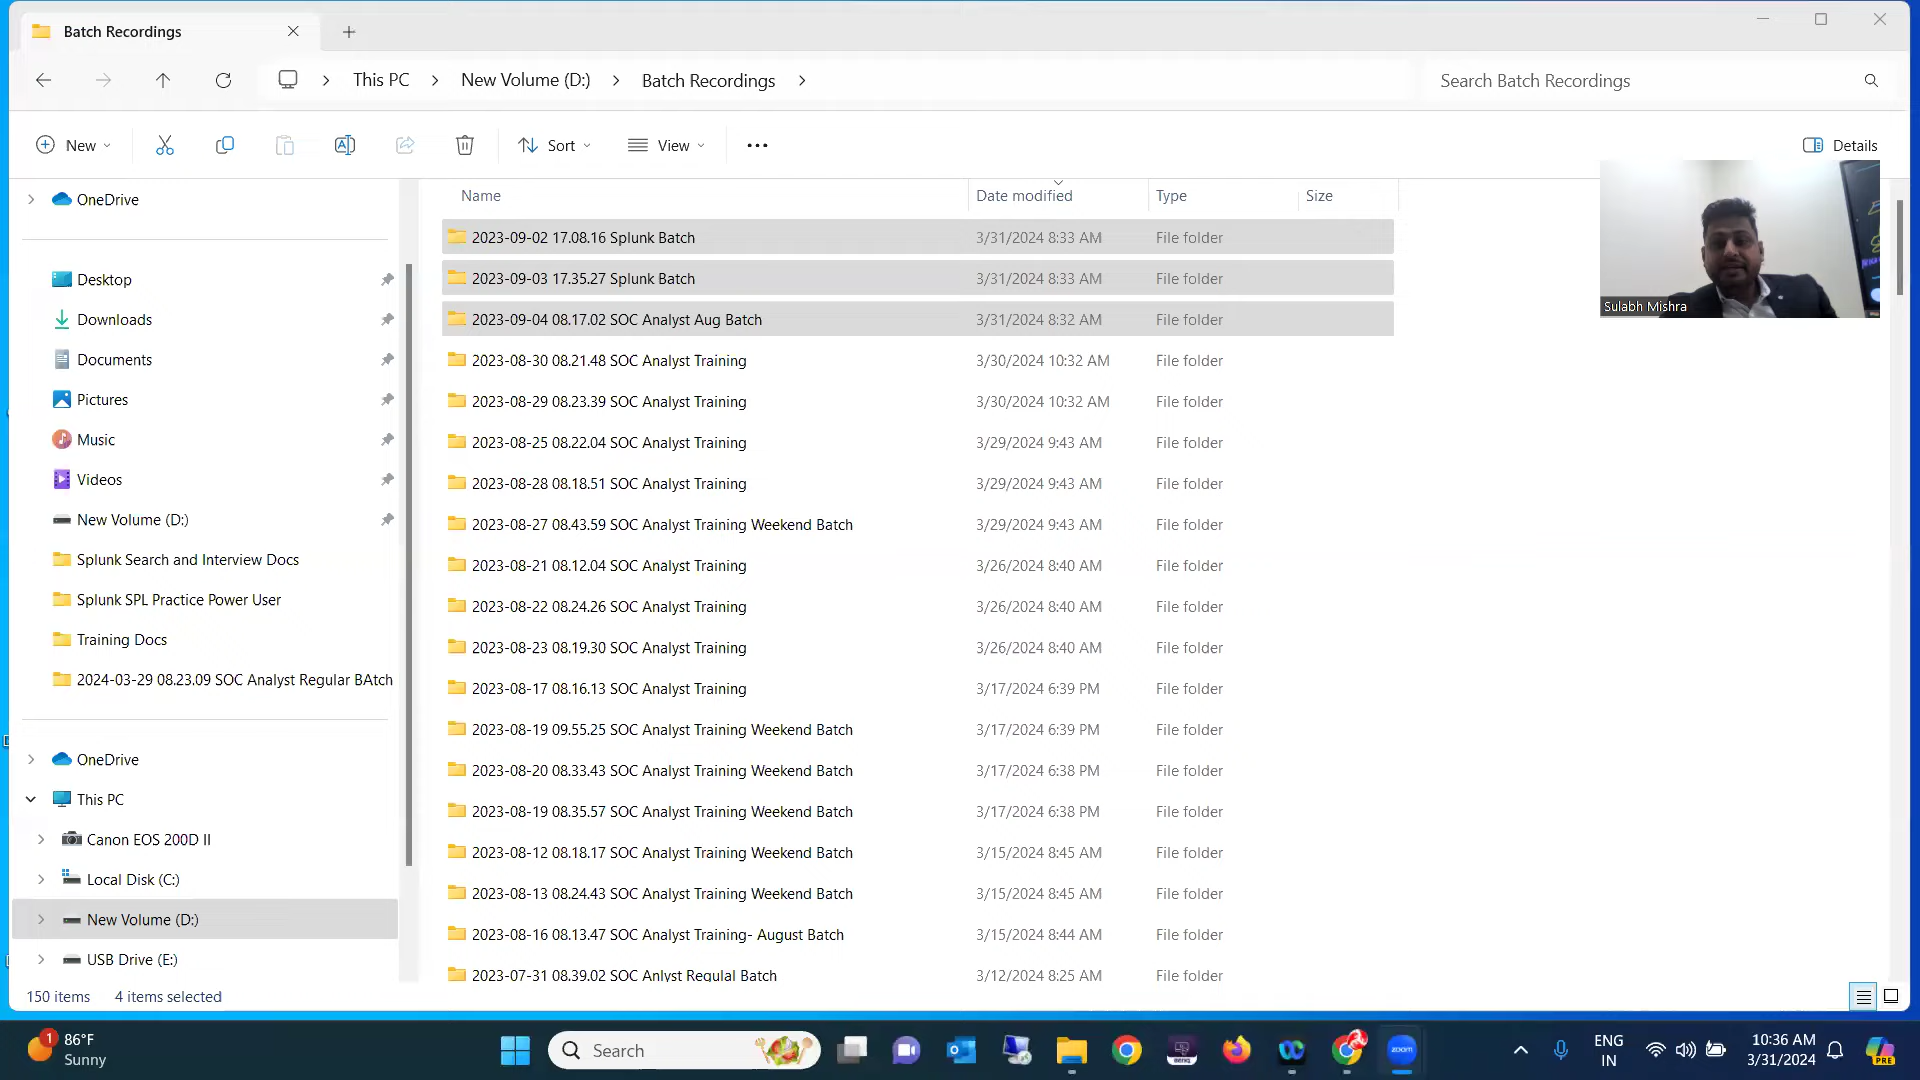 Batch Recordings
This PC
New Volume (D:)
Batch Recordings
Search Batch Recordings
New
Sort
View
Details
OneDrive
Desktop
Downloads
Documents
Pictures
Music
Videos
New Volume (D:)
Splunk Search and Interview Docs
Splunk SPL Practice Power User
Training Docs
2024-03-29 08.23.09 SOC Analyst Regular BAtch
OneDrive
This PC
Canon EOS 200D II
Local Disk (C:)
New Volume (D:)
USB Drive (E:)
Name Date modified Type Size
2023-09-02 17.08.16 Splunk Batch 3/31/2024 8:33 AM File folder
2023-09-03 17.35.27 Splunk Batch 3/31/2024 8:33 AM File folder
2023-09-04 08.17.02 SOC Analyst Aug Batch 3/31/2024 8:32 AM File folder
2023-08-30 08.21.48 SOC Analyst Training 3/30/2024 10:32 AM File folder
2023-08-29 08.23.39 SOC Analyst Training 3/30/2024 10:32 AM File folder
2023-08-25 08.22.04 SOC Analyst Training 3/29/2024 9:43 AM File folder
2023-08-28 08.18.51 SOC Analyst Training 3/29/2024 9:43 AM File folder
2023-08-27 08.43.59 SOC Analyst Training Weekend Batch 3/29/2024 9:43 AM File folder
2023-08-21 08.12.04 SOC Analyst Training 3/26/2024 8:40 AM File folder
2023-08-22 08.24.26 SOC Analyst Training 3/26/2024 8:40 AM File folder
2023-08-23 08.19.30 SOC Analyst Training 3/26/2024 8:40 AM File folder
2023-08-17 08.16.13 SOC Analyst Training 3/17/2024 6:39 PM File folder
2023-08-19 09.55.25 SOC Analyst Training Weekend Batch 3/17/2024 6:39 PM File folder
2023-08-20 08.33.43 SOC Analyst Training Weekend Batch 3/17/2024 6:38 PM File folder
2023-08-19 08.35.57 SOC Analyst Training Weekend Batch 3/17/2024 6:38 PM File folder
2023-08-12 08.18.17 SOC Analyst Training Weekend Batch 3/15/2024 8:45 AM File folder
2023-08-13 08.24.43 SOC Analyst Training Weekend Batch 3/15/2024 8:45 AM File folder
2023-08-16 08.13.47 SOC Analyst Training- August Batch 3/15/2024 8:44 AM File folder
2023-07-31 08.39.02 SOC Anlyst Regulal Batch 3/12/2024 8:25 AM File folder
Sulabh Mishra
150 items 4 items selected
1
86°F
Sunny
Search
BENQ
zoom
ENG
IN
10:36 AM
3/31/2024
PRE